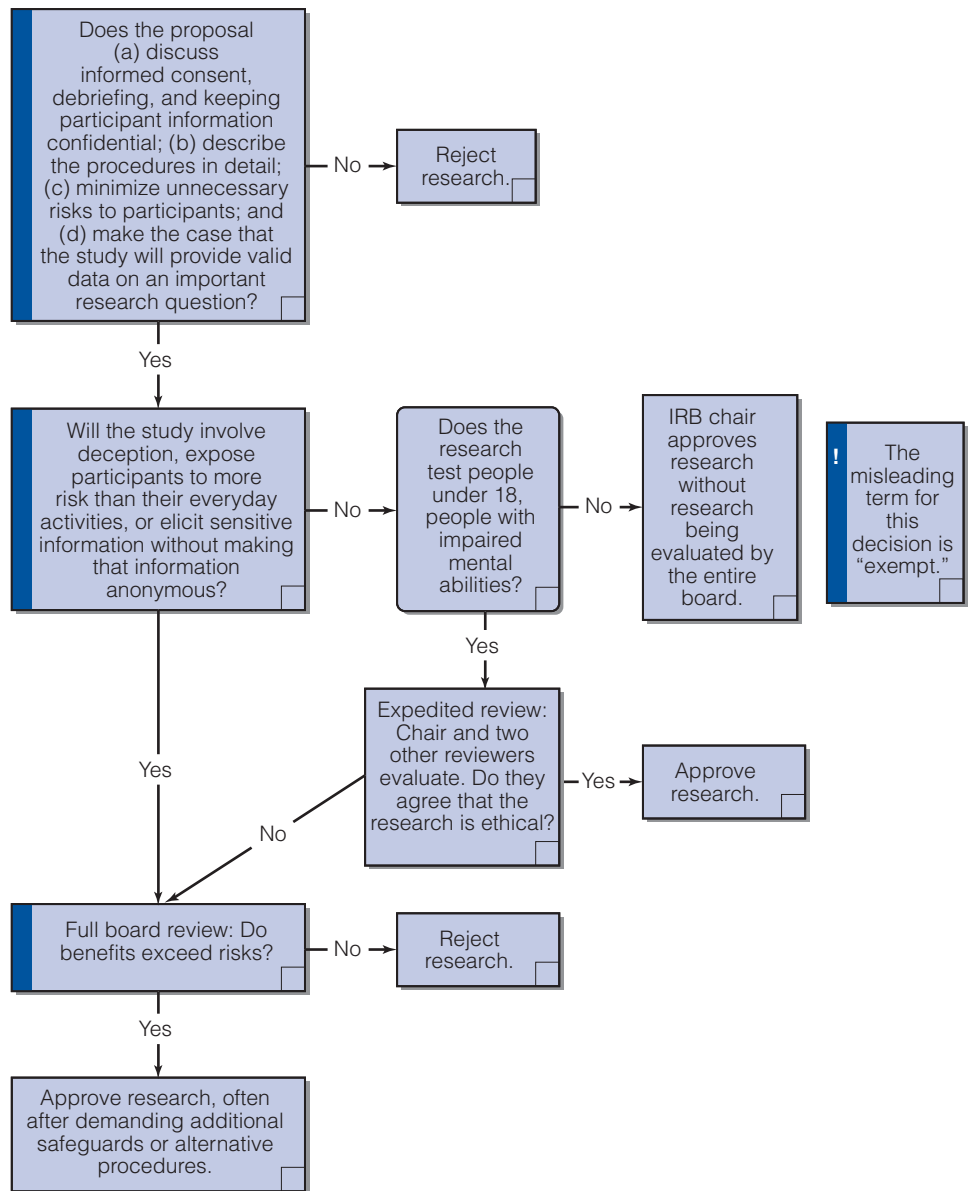 Does the proposal
(a) discuss
informed consent,
debriefing, and keeping
participant information
confidential; (b) describe
the procedures in detail;
(c) minimize unnecessary
risks to participants; and
(d) make the case that
the study will provide valid
data on an important
research question?
No
Reject
research.
Yes
Will the study involve
deception, expose
participants to more
risk than their everyday
activities, or elicit sensitive
information without making
that information
anonymous?
No
Does the
research
test people
under 18,
people with
impaired
mental
abilities?
No
IRB chair
approves
research
without
research
being
evaluated by
the entire
board.
!
The
misleading
term for
this
decision is
“exempt.”
Yes
Expedited review:
Chair and two
other reviewers
evaluate. Do they
agree that the
research is ethical?
Yes
Approve
research.
Yes
No
Full board review: Do
benefits exceed risks?
No
Reject
research.
Yes
Approve research, often
after demanding additional
safeguards or alternative
procedures.